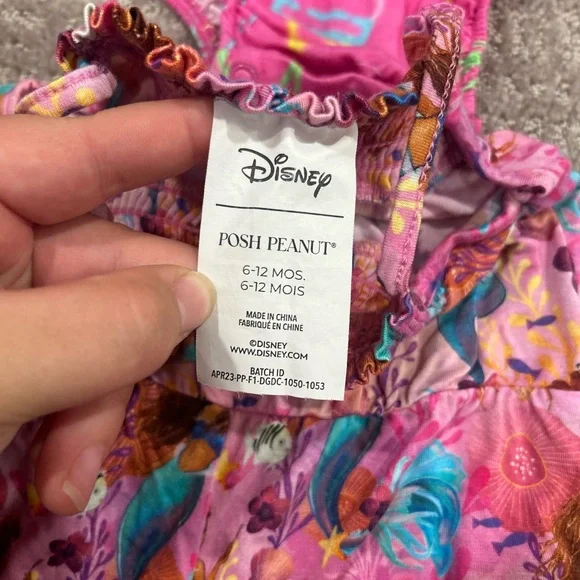 Disney
POSH PEANUT®
6-12 MOS.
6-12 MOIS
MADE IN CHINA
FABRIQUÉ EN CHINE
©DISNEY
WWW.DISNEY.COM
BATCH ID
APR23-PP-F1-DGDC-1050-1053